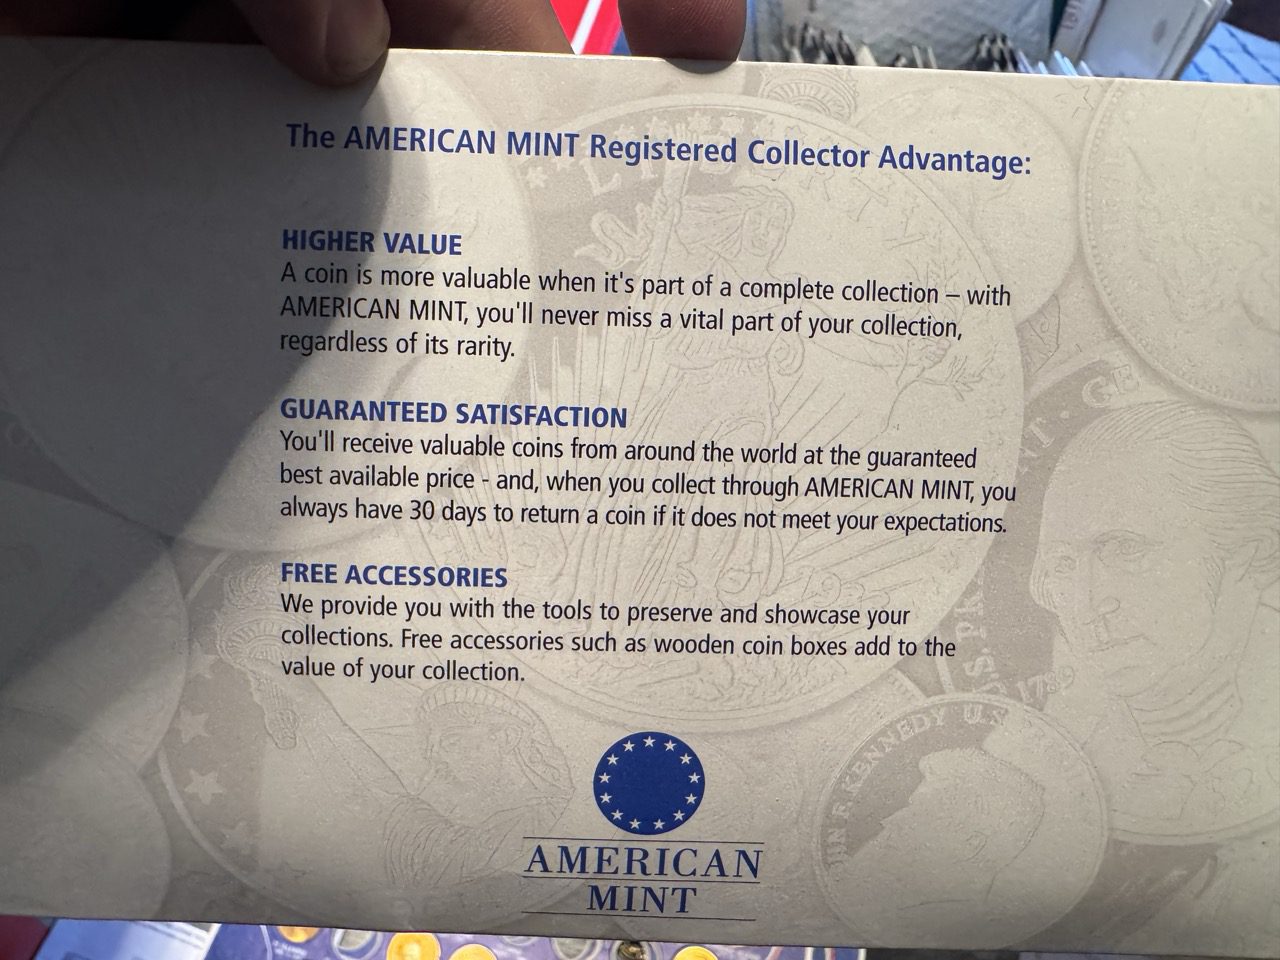 The AMERICAN MINT Registered Collector Advantage:
HIGHER VALUE
A coin is more valuable when it's part of a complete collection – with
AMERICAN MINT, you'll never miss a vital part of your collection,
regardless of its rarity.
GUARANTEED SATISFACTION
You'll receive valuable coins from around the world at the guaranteed
best available price - and, when you collect through AMERICAN MINT, you
always have 30 days to return a coin if it does not meet your expectations.
FREE ACCESSORIES
We provide you with the tools to preserve and showcase your
collections. Free accessories such as wooden coin boxes add to the
value of your collection.
1789
KENNEDY
AMERICAN
MINT